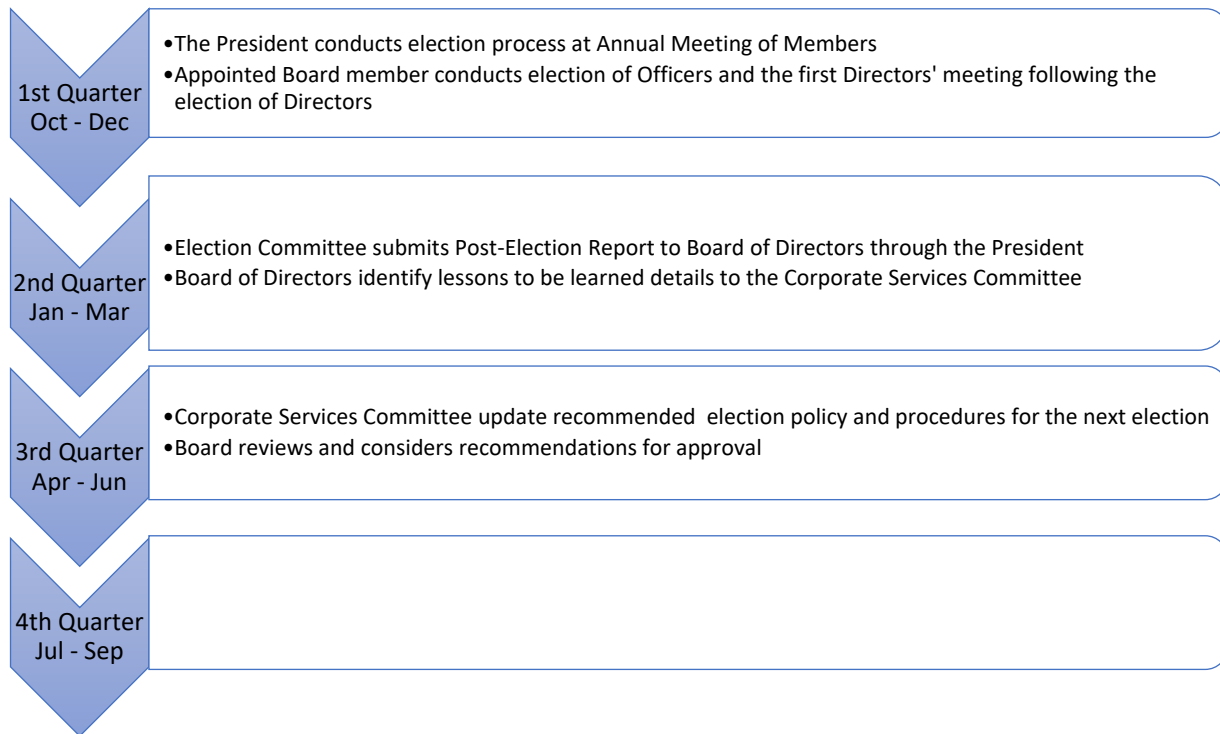 1st Quarter
Oct - Dec
•The President conducts election process at Annual Meeting of Members
•Appointed Board member conducts election of Officers and the first Directors' meeting following the
election of Directors
2nd Quarter
Jan - Mar
•Election Committee submits Post-Election Report to Board of Directors through the President
•Board of Directors identify lessons to be learned details to the Corporate Services Committee
3rd Quarter
Apr - Jun
•Corporate Services Committee update recommended  election policy and procedures for the next election
•Board reviews and considers recommendations for approval
4th Quarter
Jul - Sep